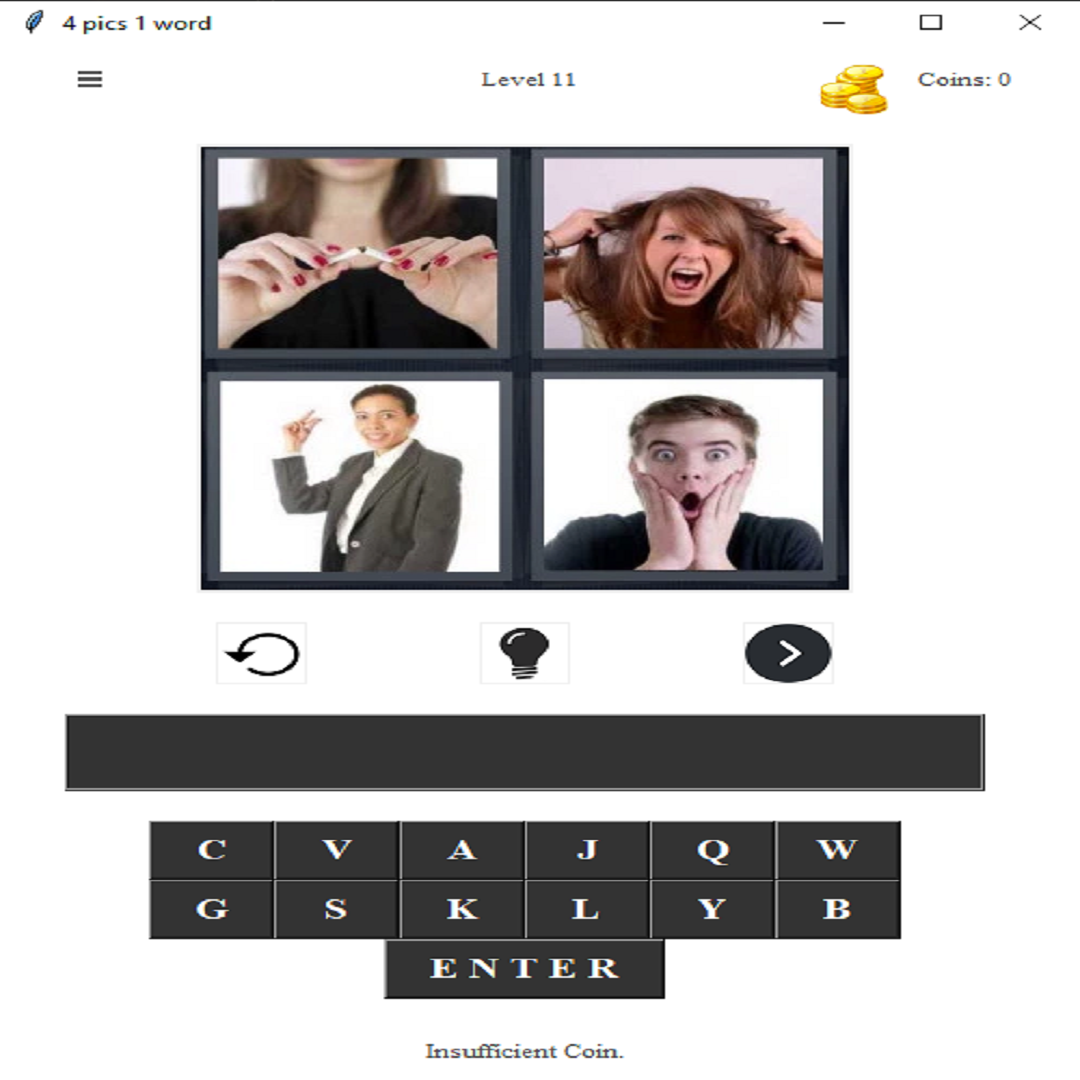 4 pics 1 word
Level 11
Coins: 0
C V A J Q W
G S K L Y B
ENTER
Insufficient Coin.